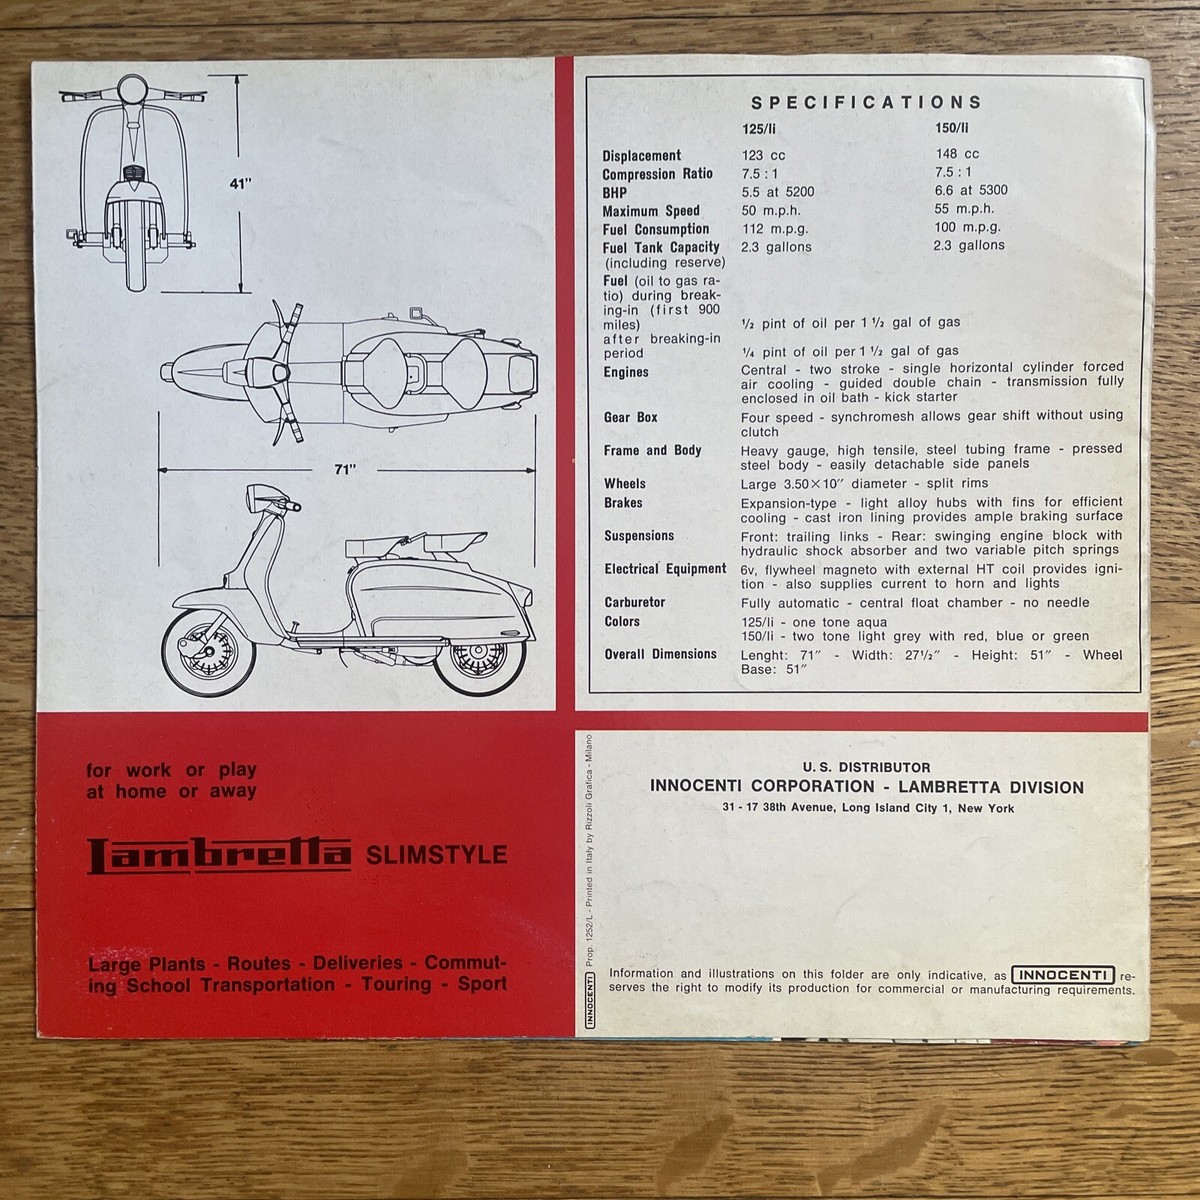 41"
71"
SPECIFICATIONS
125/li 150/li
Displacement 123 cc 148 cc
Compression Ratio 7.5 : 1 7.5 : 1
BHP 5.5 at 5200 6.6 at 5300
Maximum Speed 50 m.p.h. 55 m.p.h.
Fuel Consumption 112 m.p.g. 100 m.p.g.
Fuel Tank Capacity 2.3 gallons 2.3 gallons
(including reserve)
Fuel (oil to gas ra-
tio) during break-
ing-in (first 900
miles) ½ pint of oil per 1 ½ gal of gas
after breaking-in
period ¼ pint of oil per 1 ½ gal of gas
Engines Central - two stroke - single horizontal cylinder forced
air cooling - guided double chain - transmission fully
enclosed in oil bath - kick starter
Gear Box Four speed - synchromesh allows gear shift without using
clutch
Frame and Body Heavy gauge, high tensile, steel tubing frame - pressed
steel body - easily detachable side panels
Wheels Large 3.50×10" diameter - split rims
Brakes Expansion-type - light alloy hubs with fins for efficient
cooling - cast iron lining provides ample braking surface
Suspensions Front: trailing links - Rear: swinging engine block with
hydraulic shock absorber and two variable pitch springs
Electrical Equipment 6v, flywheel magneto with external HT coil provides igni-
tion - also supplies current to horn and lights
Carburetor Fully automatic - central float chamber - no needle
Colors 125/li - one tone aqua
150/li - two tone light grey with red, blue or green
Overall Dimensions Lenght: 71" - Width: 27½" - Height: 51" - Wheel
Base: 51"
for work or play
at home or away
Lambretta SLIMSTYLE
Large Plants - Routes - Deliveries - Commut-
ing School Transportation - Touring - Sport
INNOCENTI Prop. 1252/L - Printed in Italy by Rizzoli Grafica - Milano
U.S. DISTRIBUTOR
INNOCENTI CORPORATION - LAMBRETTA DIVISION
31 - 17 38th Avenue, Long Island City 1, New York
Information and illustrations on this folder are only indicative, as INNOCENTI re-
serves the right to modify its production for commercial or manufacturing requirements.